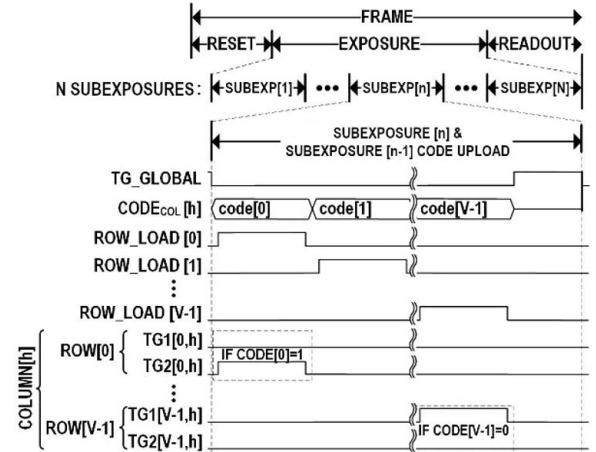 FRAME
RESET EXPOSURE READOUT
N SUBEXPOSURES: SUBEXP[1] ••• SUBEXP[n] ••• SUBEXP[N]
SUBEXPOSURE [n] &
SUBEXPOSURE [n-1] CODE UPLOAD
TG_GLOBAL
CODECOL [h] code[0] code[1] code[V-1]
ROW_LOAD [0]
ROW_LOAD [1]
ROW_LOAD [V-1]
COLUMN[h]
ROW[0]
TG1[0,h]
IF CODE[0]=1
TG2[0,h]
ROW[V-1]
TG1[V-1,h]
IF CODE[V-1]=0
TG2[V-1,h]